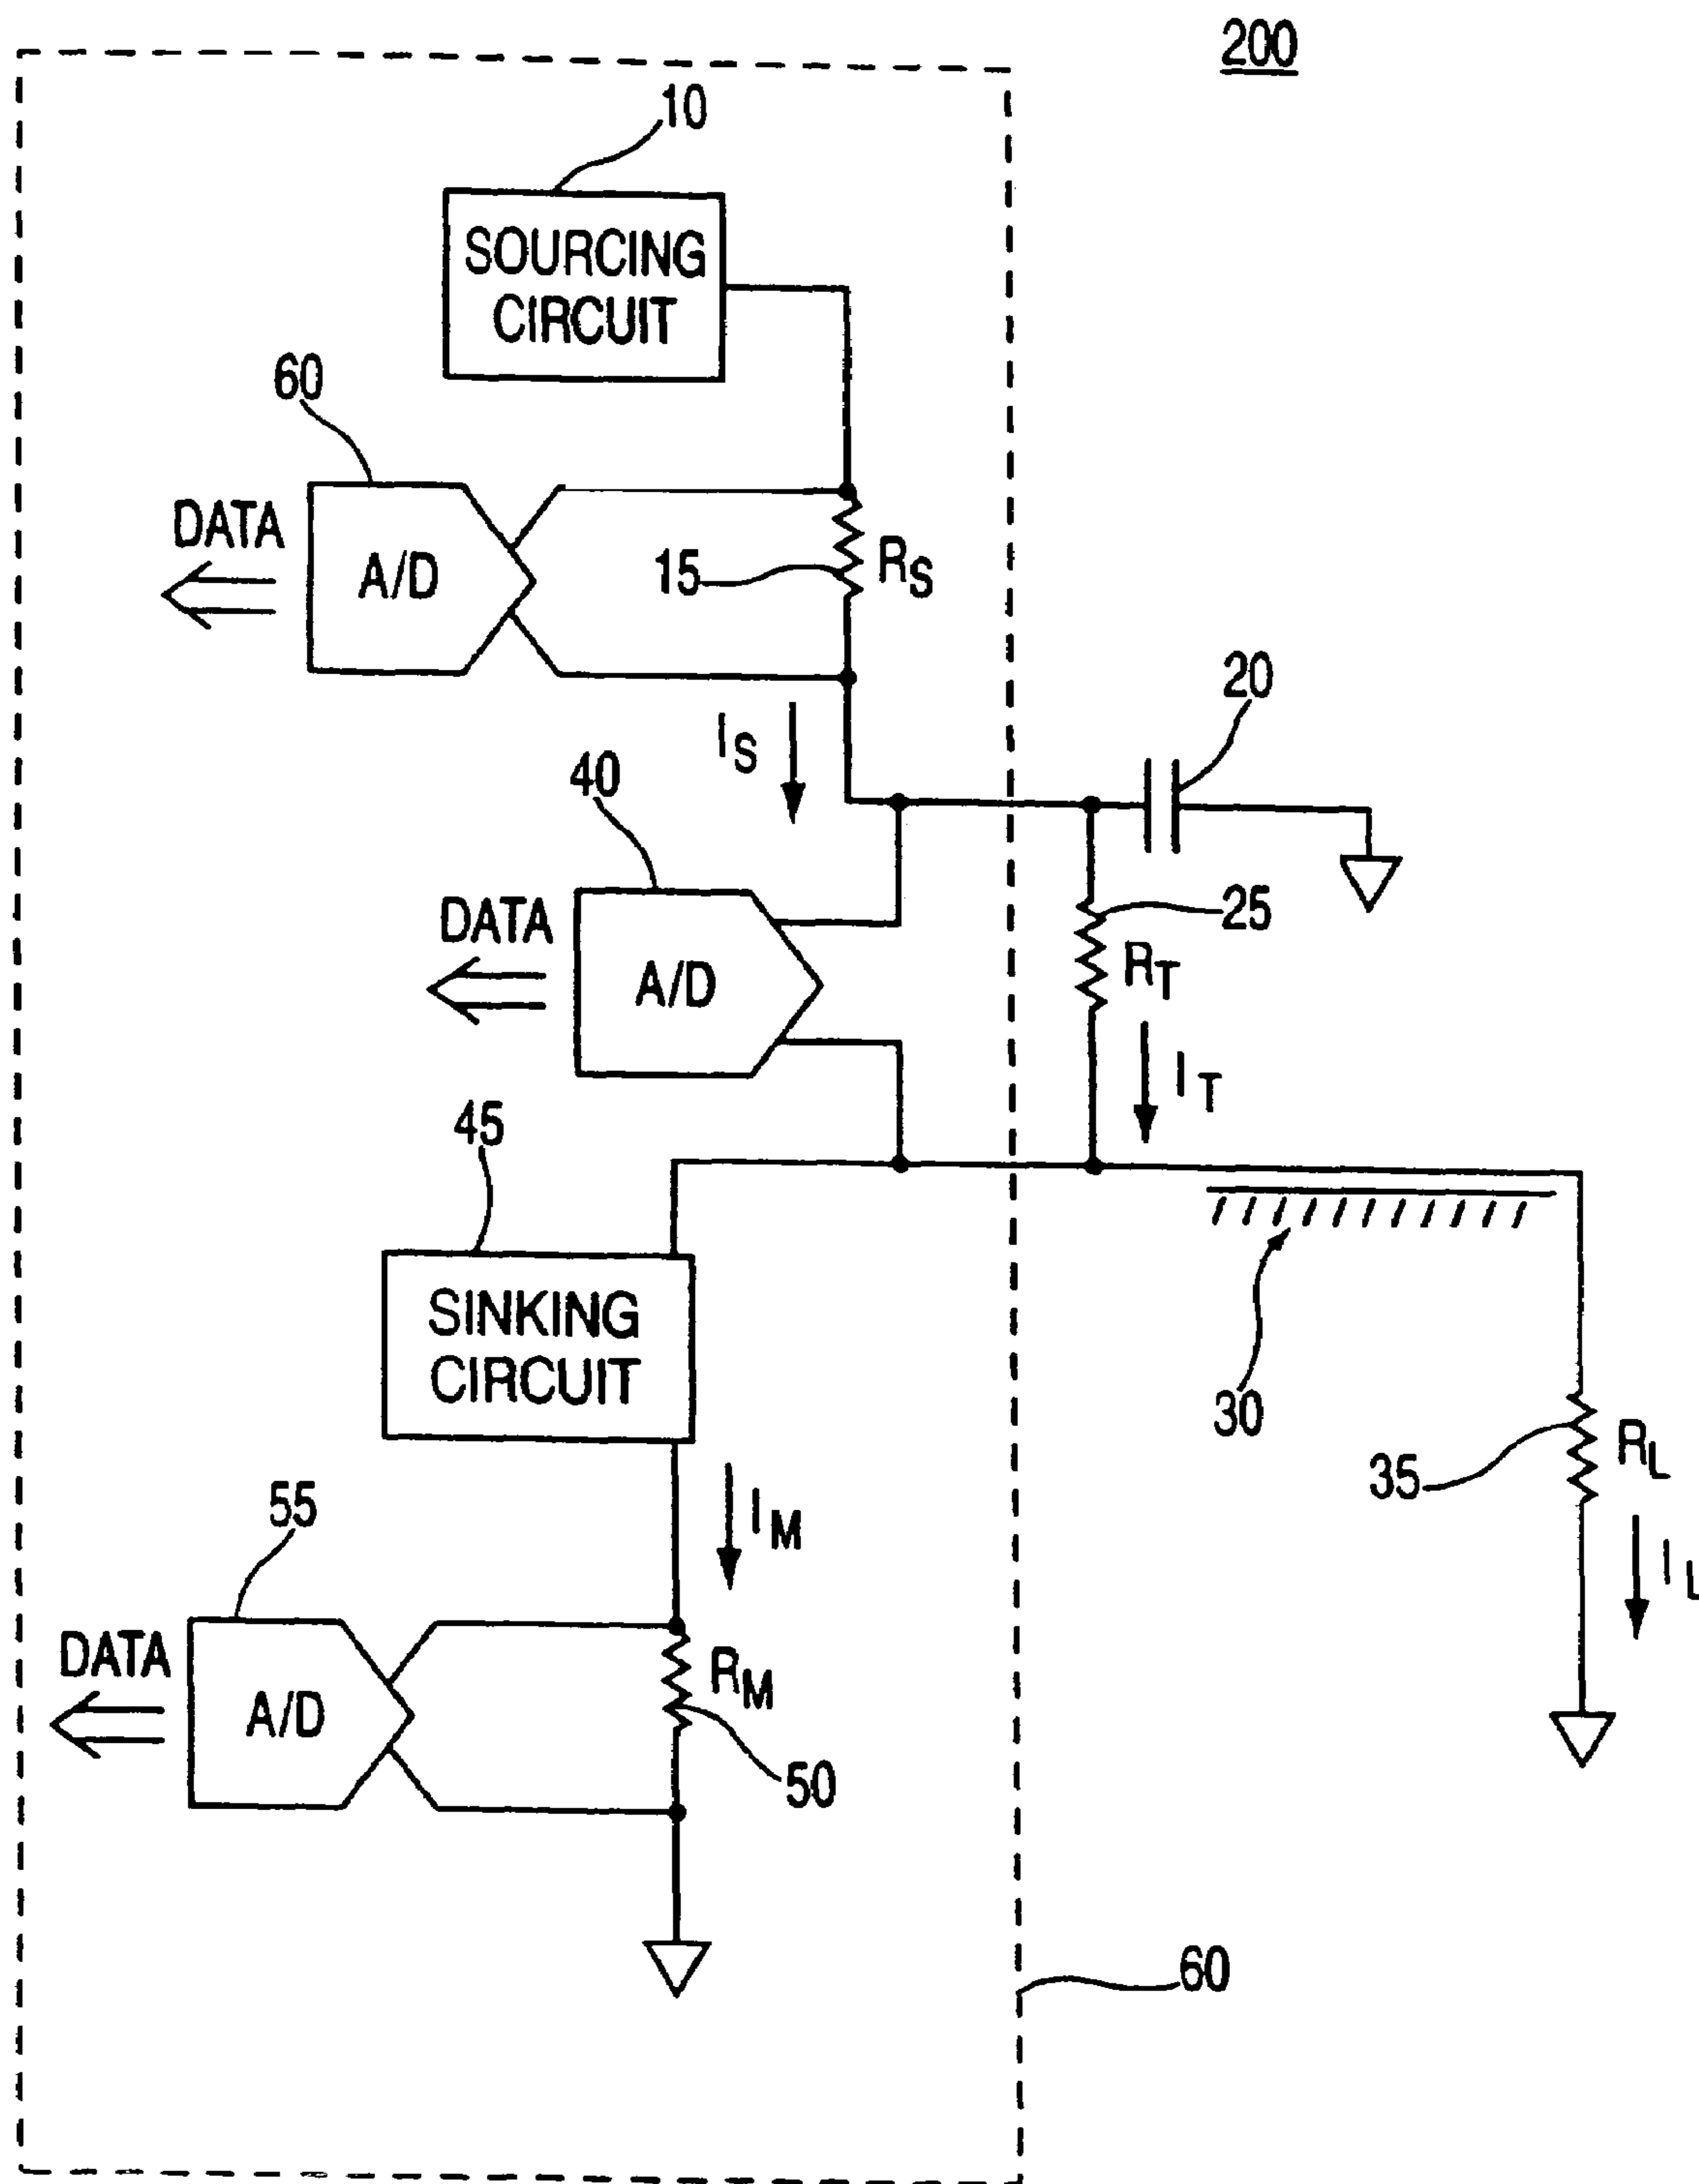 200
10
SOURCING
CIRCUIT
60
DATA
A/D
15
RS
IS
20
40
DATA
A/D
25
RT
IT
45
SINKING
CIRCUIT
30
35
RL
IL
IM
55
DATA
A/D
RM
50
60